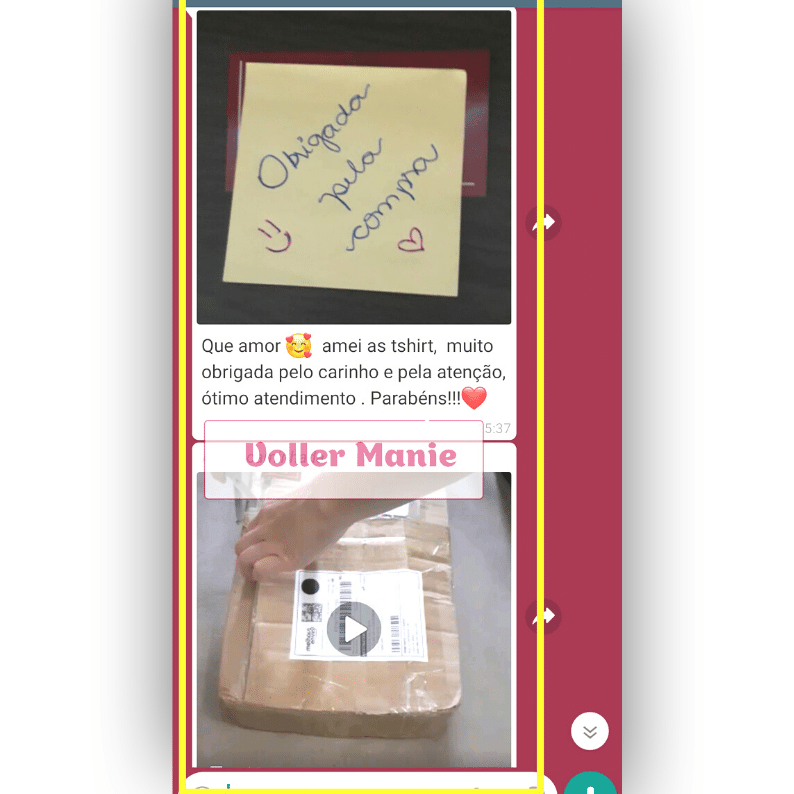 Obrigada
pela
compra
Que amor 🥰 amei as tshirt, muito
obrigada pelo carinho e pela atenção,
ótimo atendimento . Parabéns!!!❤️
5:37
Voller Manie